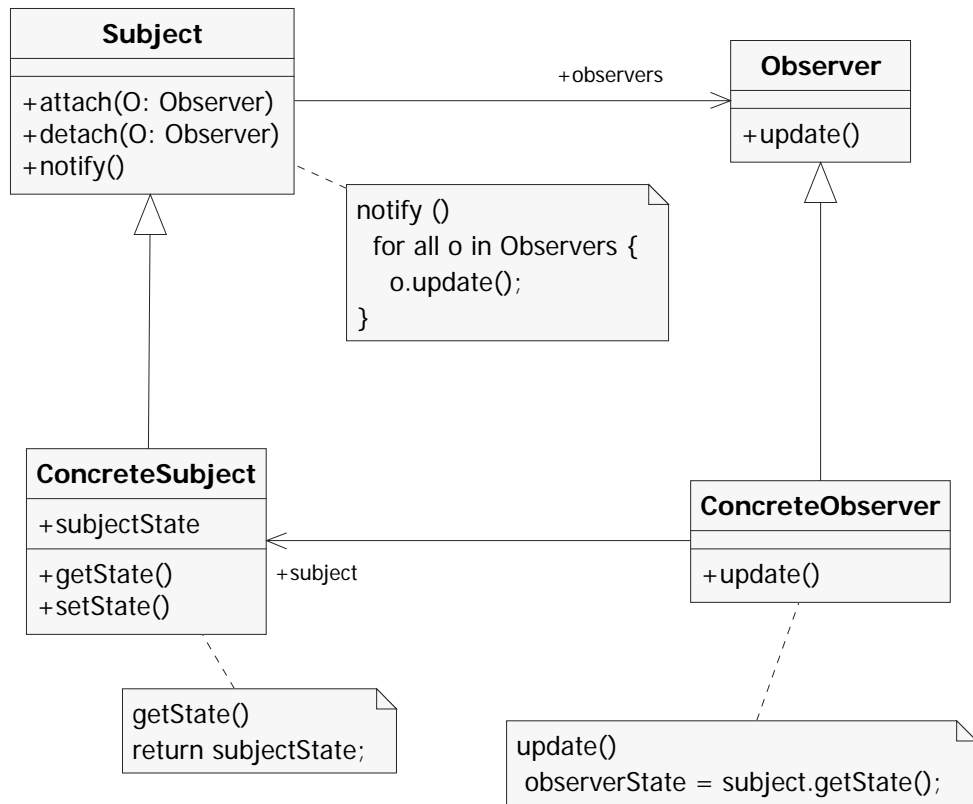 Subject
+attach(O: Observer)
+detach(O: Observer)
+notify()
+observers
Observer
+update()
notify ()
for all o in Observers {
o.update();
}
ConcreteSubject
+subjectState
+getState()
+setState()
+subject
ConcreteObserver
+update()
getState()
return subjectState;
update()
observerState = subject.getState();